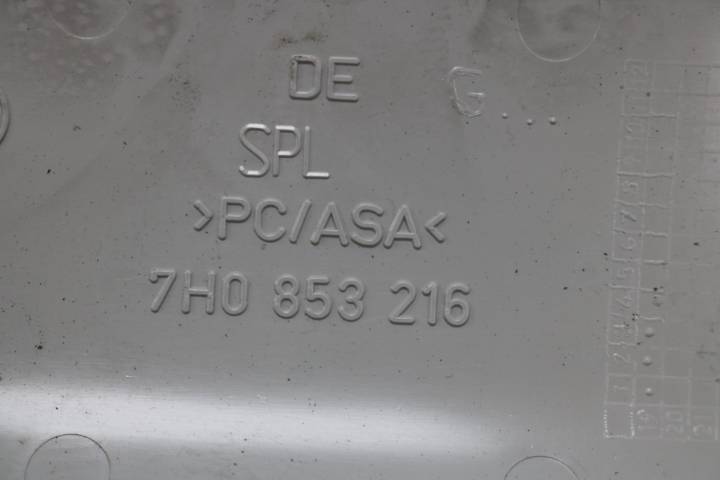 DE G...
SPL
>PC/ASA<
7H0 853 216